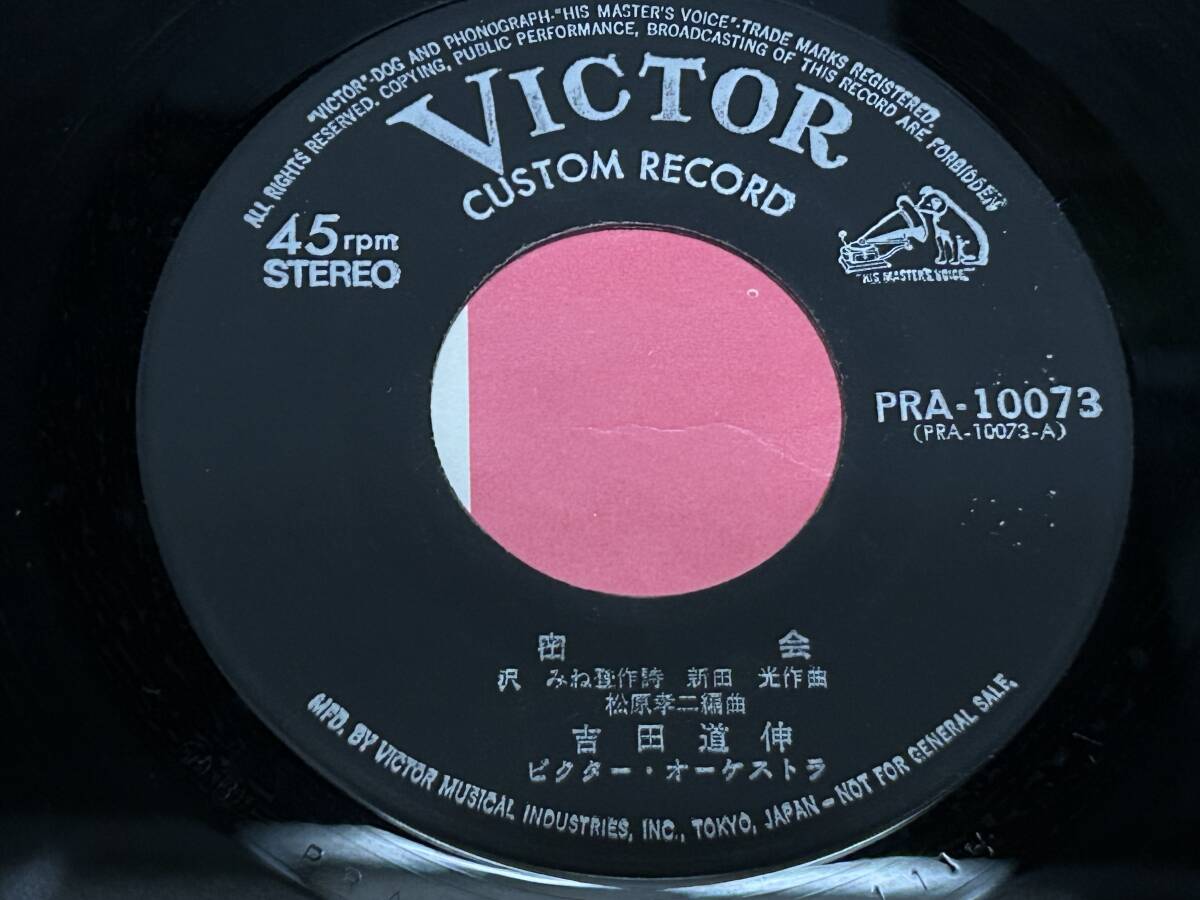 "VICTOR"-DOG AND PHONOGRAPH-"HIS MASTER'S VOICE"-TRADE MARKS REGISTERED.
ALL RIGHTS RESERVED. COPYING, PUBLIC PERFORMANCE, BROADCASTING OF THIS RECORD ARE FORBIDDEN
VICTOR
CUSTOM RECORD
45 rpm
STEREO
"HIS MASTER'S VOICE"
PRA-10073
(PRA-10073-A)
密 会
沢 みね登作詩 新田 光作曲
松原孝二編曲
吉田道伸
ビクター・オーケストラ
MFD. BY VICTOR MUSICAL INDUSTRIES, INC., TOKYO, JAPAN – NOT FOR GENERAL SALE.